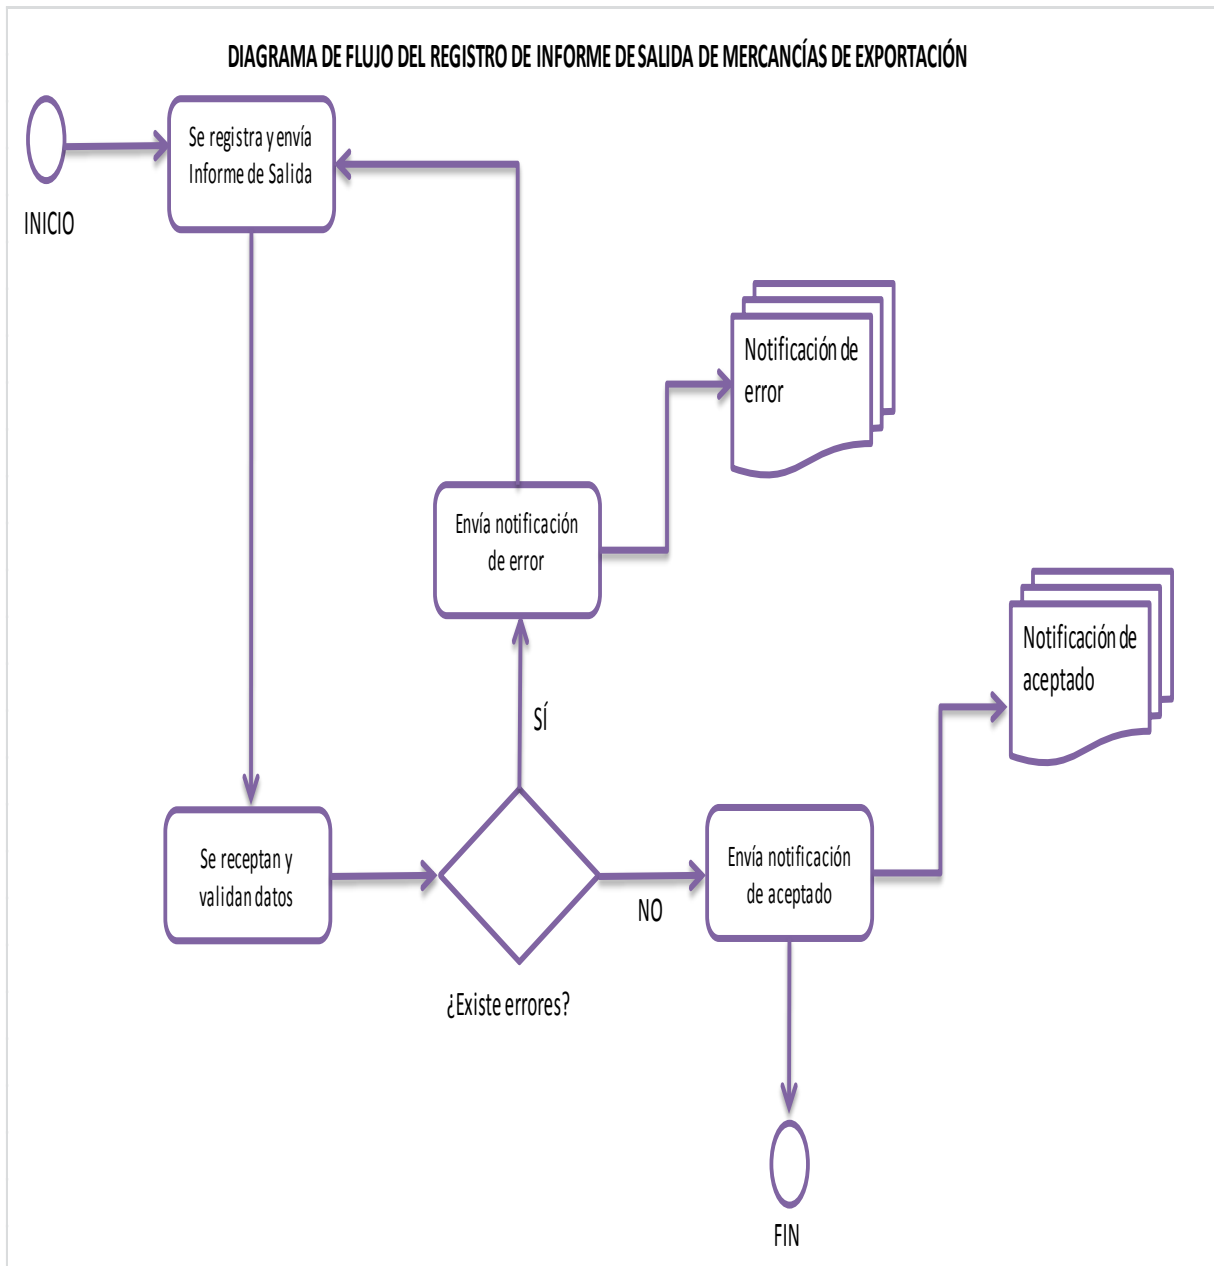 DIAGRAMA DE FLUJO DEL REGISTRO DE INFORME DE SALIDA DE MERCANCÍAS DE EXPORTACIÓN
Se registra y envía
Informe de Salida
INICIO
Notificación de
error
Envía notificación
de error
Notificación de
aceptado
SÍ
Se receptan y
validan datos
Envía notificación
de aceptado
NO
¿Existe errores?
FIN